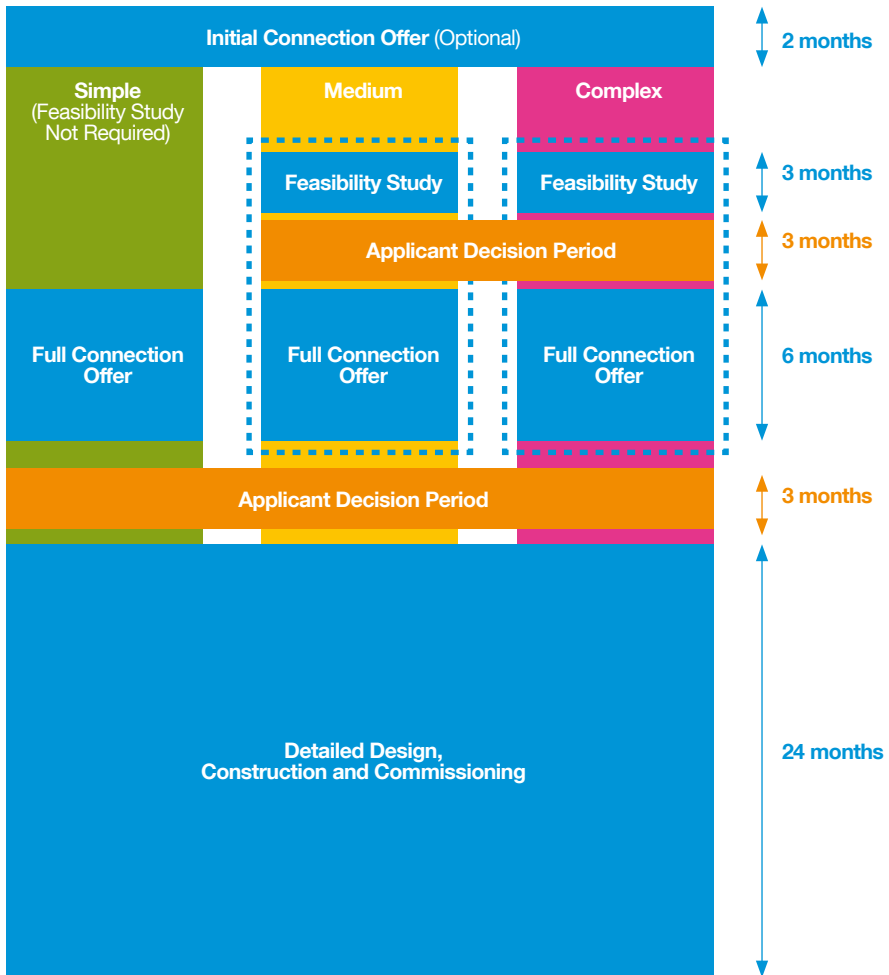 Initial Connection Offer (Optional)
2 months
Simple
(Feasibility Study
Not Required)
Medium
Complex
Feasibility Study
Feasibility Study
3 months
Applicant Decision Period
3 months
Full Connection
Offer
Full Connection
Offer
Full Connection
Offer
6 months
Applicant Decision Period
3 months
Detailed Design,
Construction and Commissioning
24 months